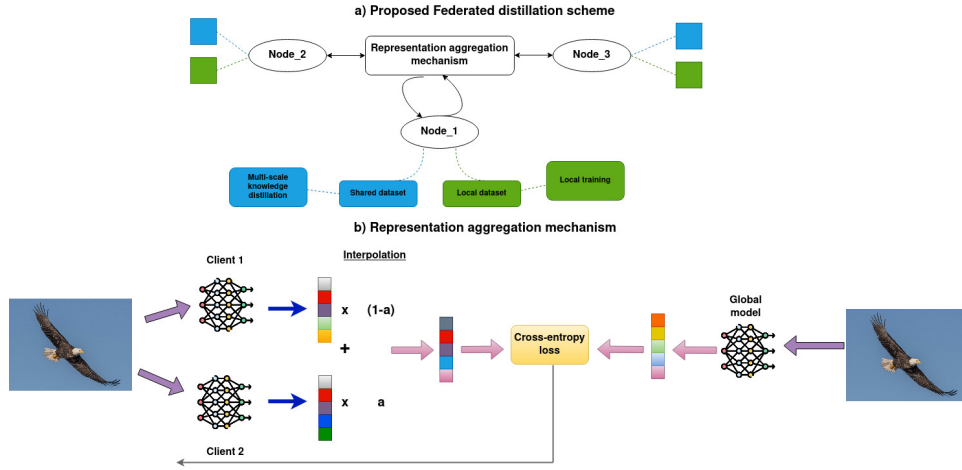 a) Proposed Federated distillation scheme
Node_2
Representation aggregation
mechanism
Node_3
Node_1
Multi-scale
knowledge
distillation
Shared dataset
Local dataset
Local training
b) Representation aggregation mechanism
Client 1
Interpolation
x (1-a)
+
Cross-entropy
loss
Global
model
x a
Client 2